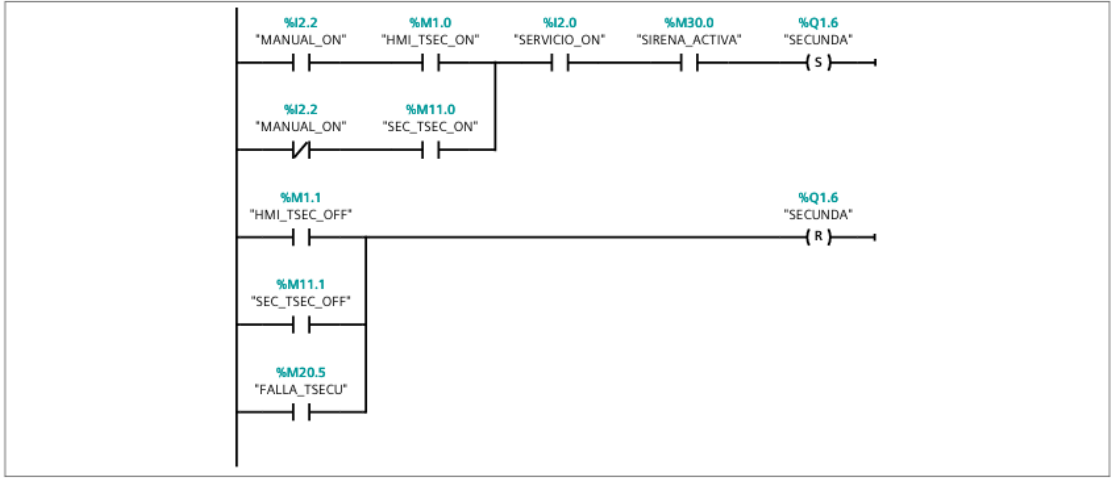 %I2.2 %M1.0 %I2.0 %M30.0 %Q1.6
"MANUAL_ON" "HMI_TSEC_ON" "SERVICIO_ON" "SIRENA_ACTIVA" "SECUNDA"
S
%I2.2 %M11.0
"MANUAL_ON" "SEC_TSEC_ON"
%M1.1 %Q1.6
"HMI_TSEC_OFF" "SECUNDA"
R
%M11.1
"SEC_TSEC_OFF"
%M20.5
"FALLA_TSECU"